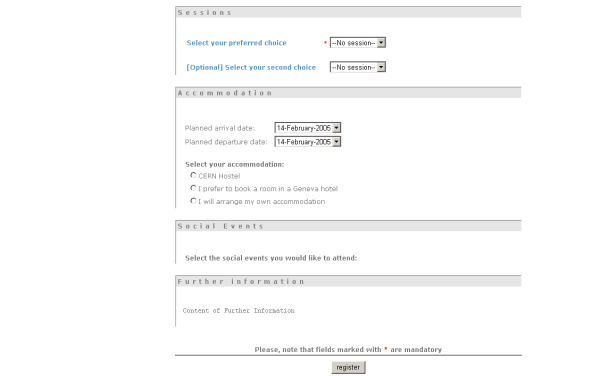 Sessions
Select your preferred choice * --No session--
[Optional] Select your second choice --No session--
Accommodation
Planned arrival date: 14-February-2005
Planned departure date: 14-February-2005
Select your accommodation:
CERN Hostel
I prefer to book a room in a Geneva hotel
I will arrange my own accommodation
Social Events
Select the social events you would like to attend:
Further information
Content of Further Information
Please, note that fields marked with * are mandatory
register